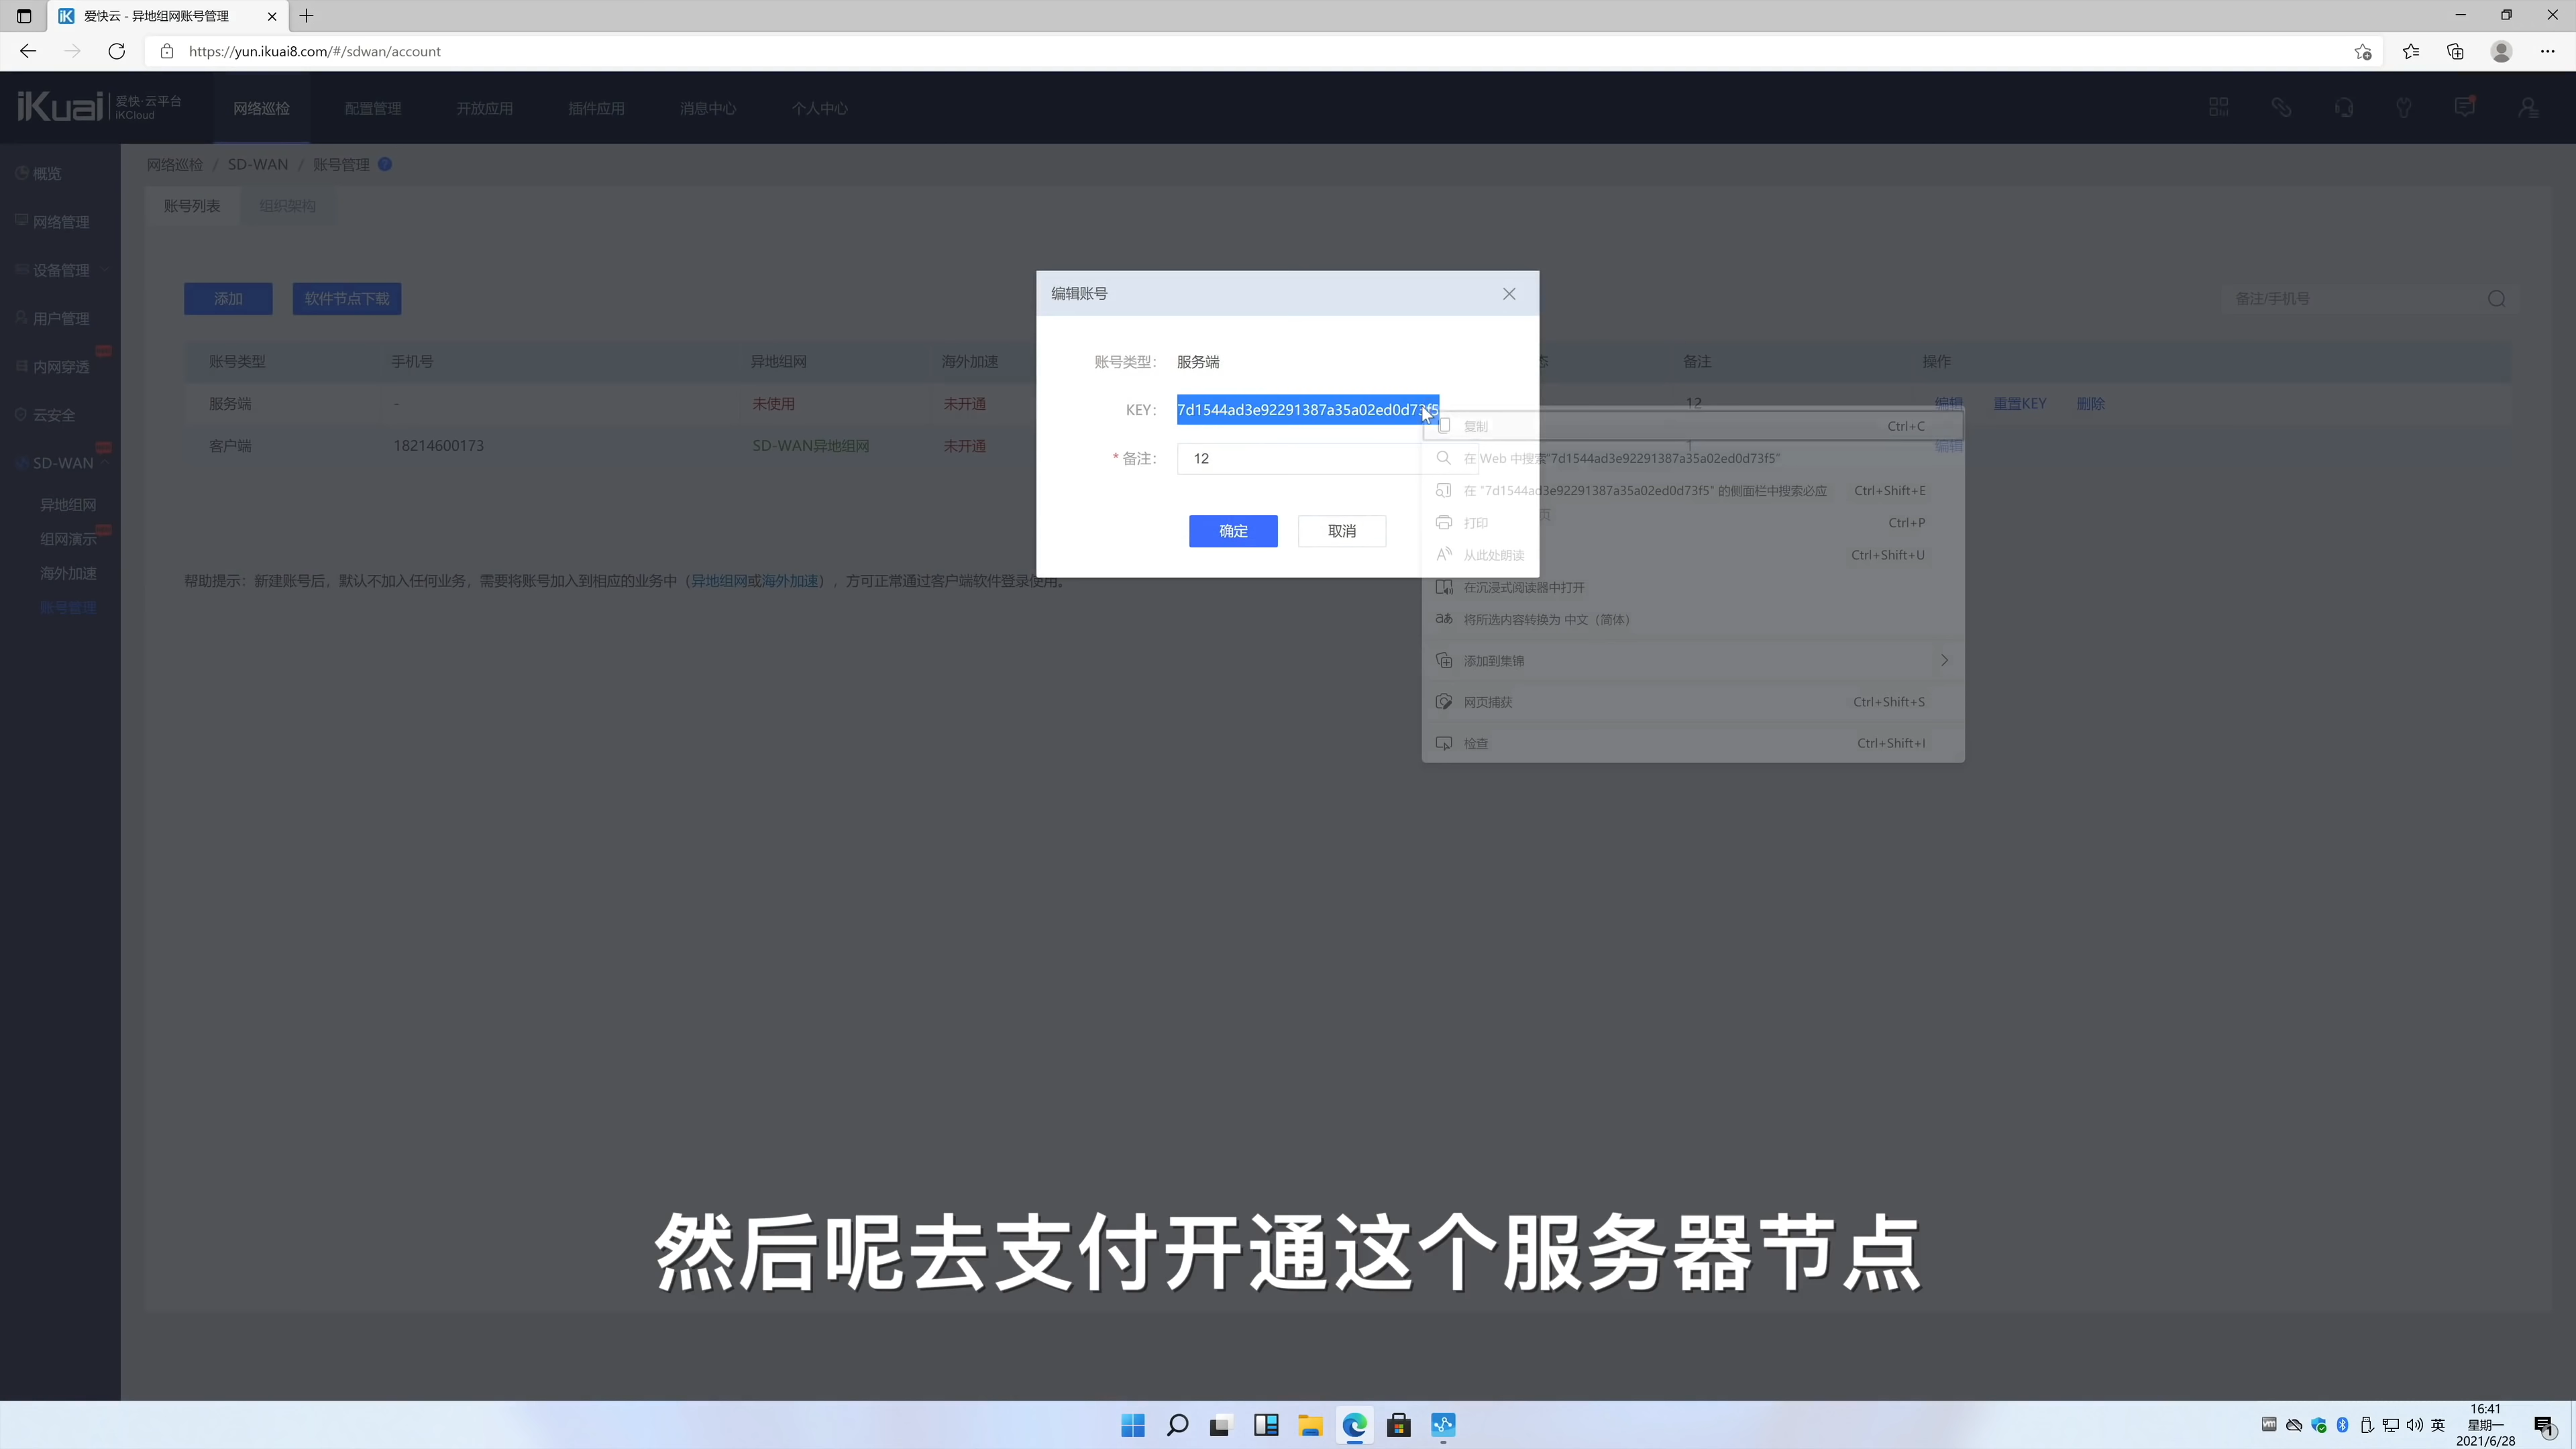 爱快云 - 异地组网账号管理
https://yun.ikuai8.com/#/sdwan/account
iKuai 爱快·云平台
iKCloud
网络巡检 配置管理 开放应用 插件应用 消息中心 个人中心
概览
网络管理
设备管理
用户管理
内网穿透
云安全
SD-WAN
异地组网
组网演示
海外加速
账号管理
网络巡检 / SD-WAN / 账号管理 ?
账号列表 组织架构
添加 软件节点下载 备注/手机号
账号类型 手机号 异地组网 海外加速 态 备注 操作
服务端 - 未使用 未开通 12 编辑 重置KEY 删除
客户端 18214600173 SD-WAN异地组网 未开通 1 编辑
帮助提示：新建账号后，默认不加入任何业务，需要将账号加入到相应的业务中（异地组网或海外加速），方可正常通过客户端软件登录使用。
编辑账号
账号类型： 服务端
KEY： 7d1544ad3e92291387a35a02ed0d73f5
* 备注： 12
确定 取消
页
复制 Ctrl+C
在 Web 中搜索"7d1544ad3e92291387a35a02ed0d73f5"
在 "7d1544ad3e92291387a35a02ed0d73f5" 的侧面栏中搜索必应 Ctrl+Shift+E
打印 Ctrl+P
从此处朗读 Ctrl+Shift+U
在沉浸式阅读器中打开
将所选内容转换为 中文（简体）
添加到集锦
网页捕获 Ctrl+Shift+S
检查 Ctrl+Shift+I
然后呢去支付开通这个服务器节点
英
16:41
星期一
2021/6/28
1